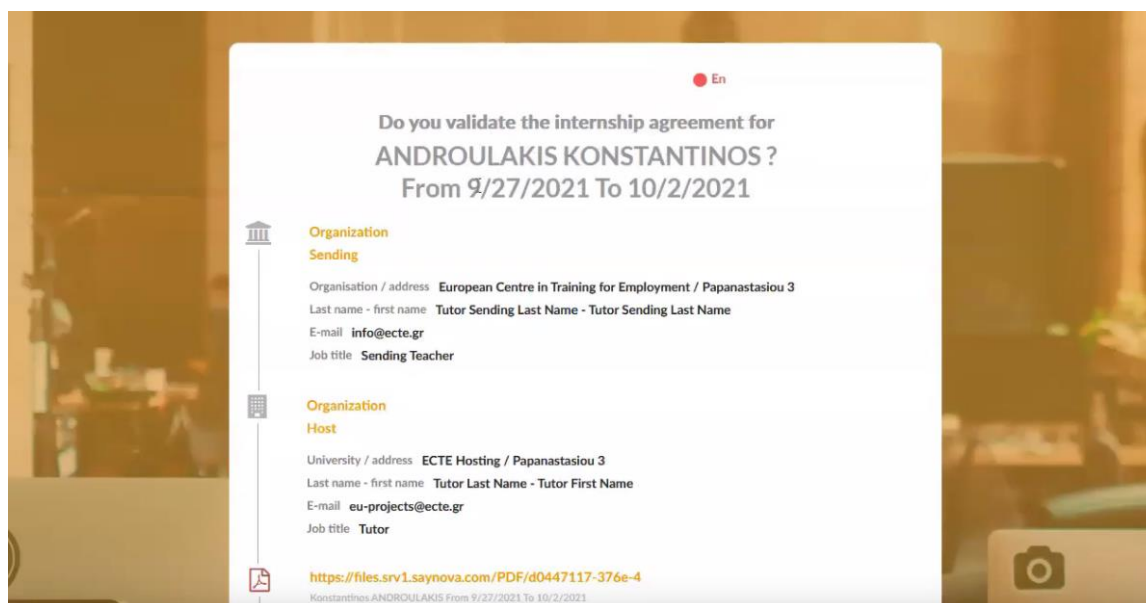 En
Do you validate the internship agreement for
ANDROULAKIS KONSTANTINOS ?
From 9/27/2021 To 10/2/2021
Organization
Sending
Organisation / address European Centre in Training for Employment / Papanastasiou 3
Last name - first name Tutor Sending Last Name - Tutor Sending Last Name
E-mail info@ecte.gr
Job title Sending Teacher
Organization
Host
University / address ECTE Hosting / Papanastasiou 3
Last name - first name Tutor Last Name - Tutor First Name
E-mail eu-projects@ecte.gr
Job title Tutor
https://files.srv1.saynova.com/PDF/d0447117-376e-4
Konstantinos ANDROULAKIS From 9/27/2021 To 10/2/2021